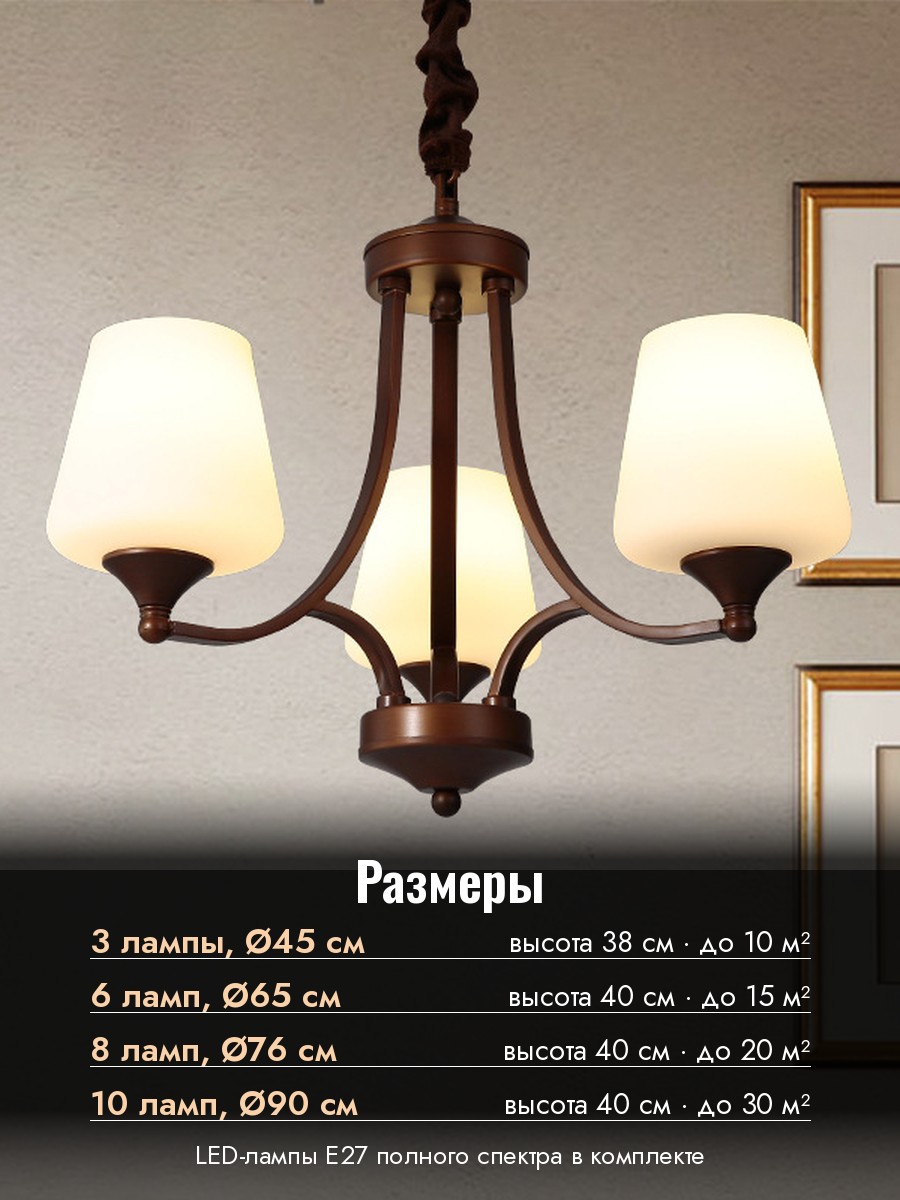 Размеры
3 лампы, Ø45 см высота 38 см · до 10 м²
6 ламп, Ø65 см высота 40 см · до 15 м²
8 ламп, Ø76 см высота 40 см · до 20 м²
10 ламп, Ø90 см высота 40 см · до 30 м²
LED-лампы E27 полного спектра в комплекте